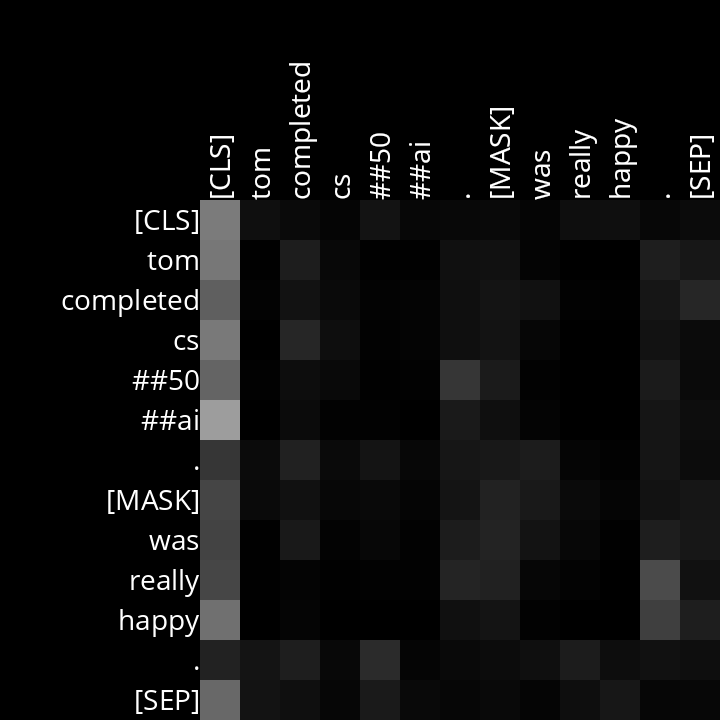 [CLS] tom completed cs ##50 ##ai . [MASK] was really happy . [SEP]
[CLS]
tom
completed
cs
##50
##ai
.
[MASK]
was
really
happy
.
[SEP]